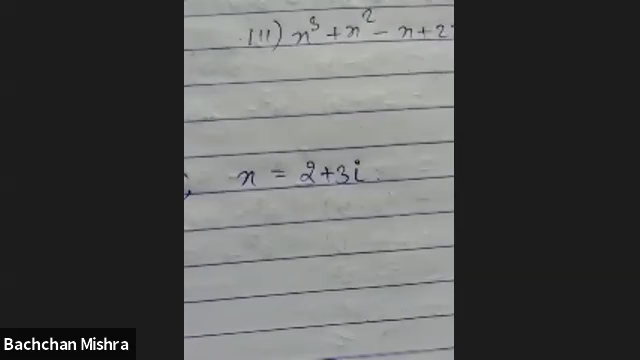 III) x³ + x² - x + 2
x = 2+3i.
Bachchan Mishra